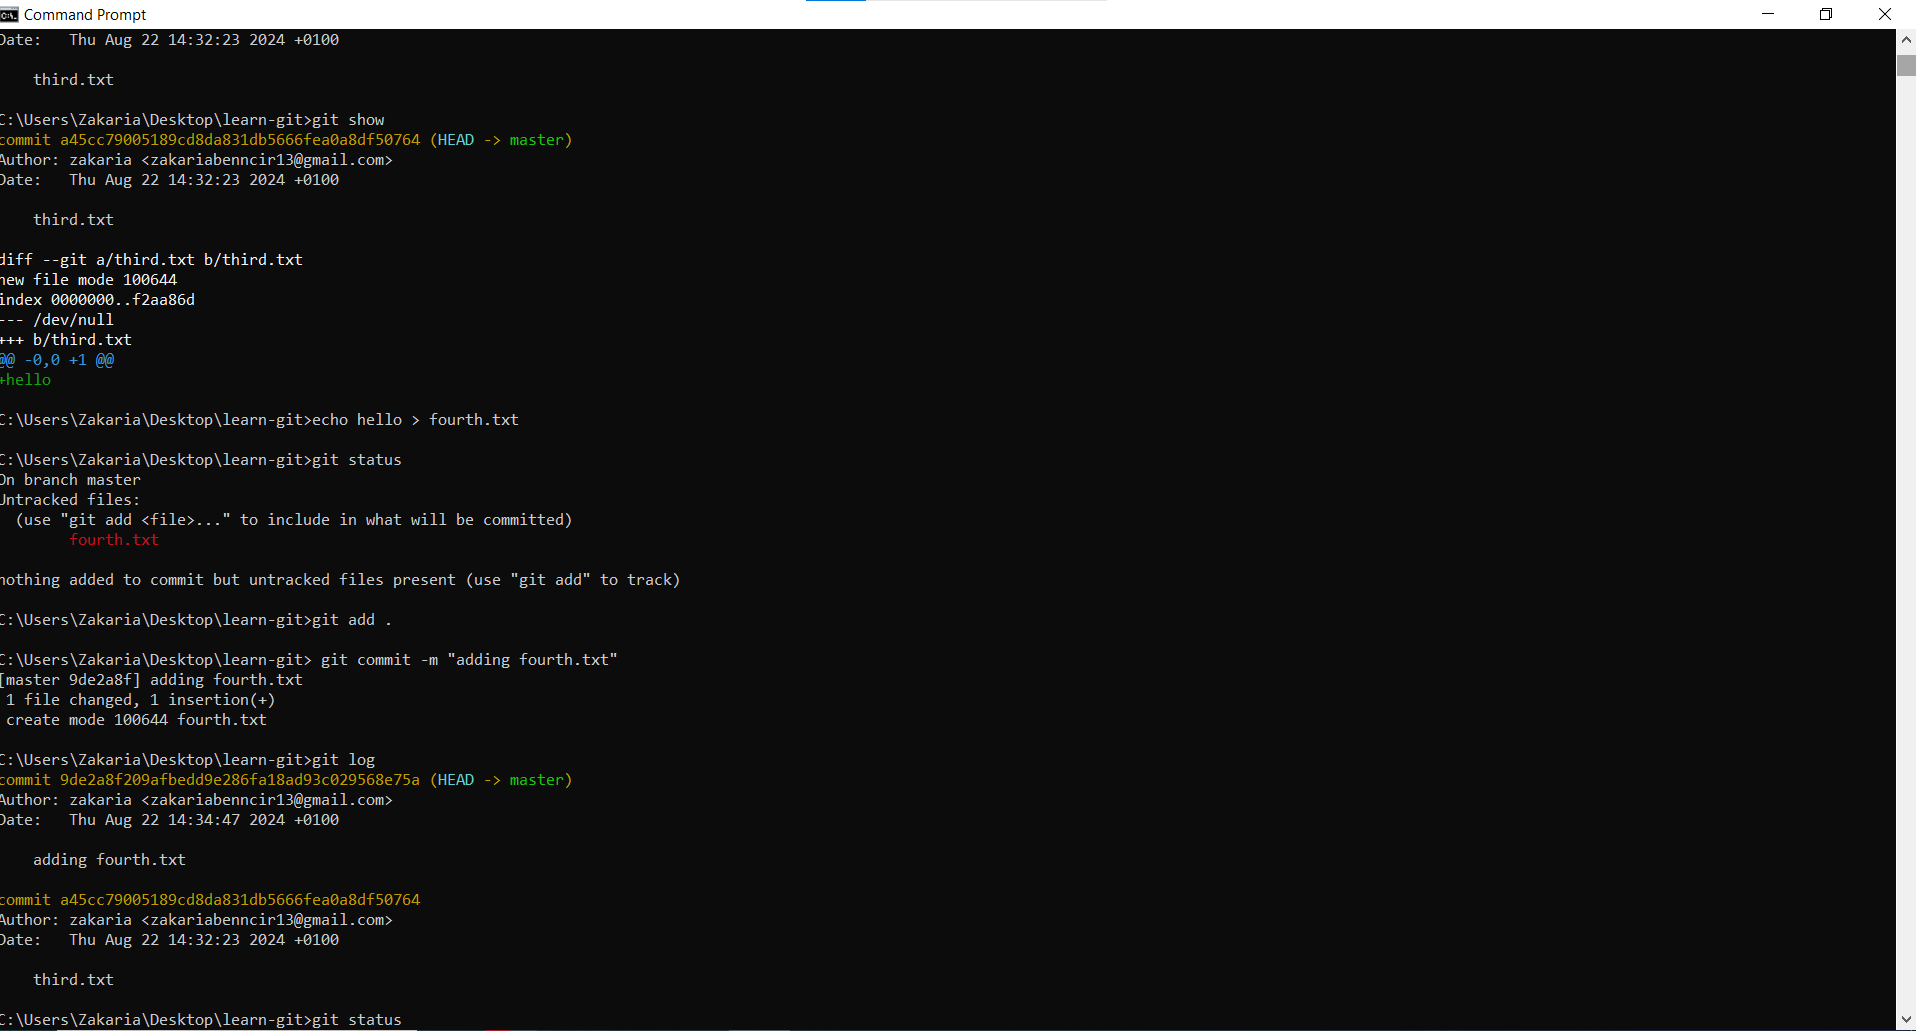 Command Prompt
Date:   Thu Aug 22 14:32:23 2024 +0100
    third.txt
C:\Users\Zakaria\Desktop\learn-git>git show
commit a45cc79005189cd8da831db5666fea0a8df50764 (HEAD -> master)
Author: zakaria <zakariabenncir13@gmail.com>
Date:   Thu Aug 22 14:32:23 2024 +0100
    third.txt
diff --git a/third.txt b/third.txt
new file mode 100644
index 0000000..f2aa86d
--- /dev/null
+++ b/third.txt
@@ -0,0 +1 @@
+hello
C:\Users\Zakaria\Desktop\learn-git>echo hello > fourth.txt
C:\Users\Zakaria\Desktop\learn-git>git status
On branch master
Untracked files:
  (use "git add <file>..." to include in what will be committed)
        fourth.txt
nothing added to commit but untracked files present (use "git add" to track)
C:\Users\Zakaria\Desktop\learn-git>git add .
C:\Users\Zakaria\Desktop\learn-git> git commit -m "adding fourth.txt"
[master 9de2a8f] adding fourth.txt
 1 file changed, 1 insertion(+)
 create mode 100644 fourth.txt
C:\Users\Zakaria\Desktop\learn-git>git log
commit 9de2a8f209afbedd9e286fa18ad93c029568e75a (HEAD -> master)
Author: zakaria <zakariabenncir13@gmail.com>
Date:   Thu Aug 22 14:34:47 2024 +0100
    adding fourth.txt
commit a45cc79005189cd8da831db5666fea0a8df50764
Author: zakaria <zakariabenncir13@gmail.com>
Date:   Thu Aug 22 14:32:23 2024 +0100
    third.txt
C:\Users\Zakaria\Desktop\learn-git>git status